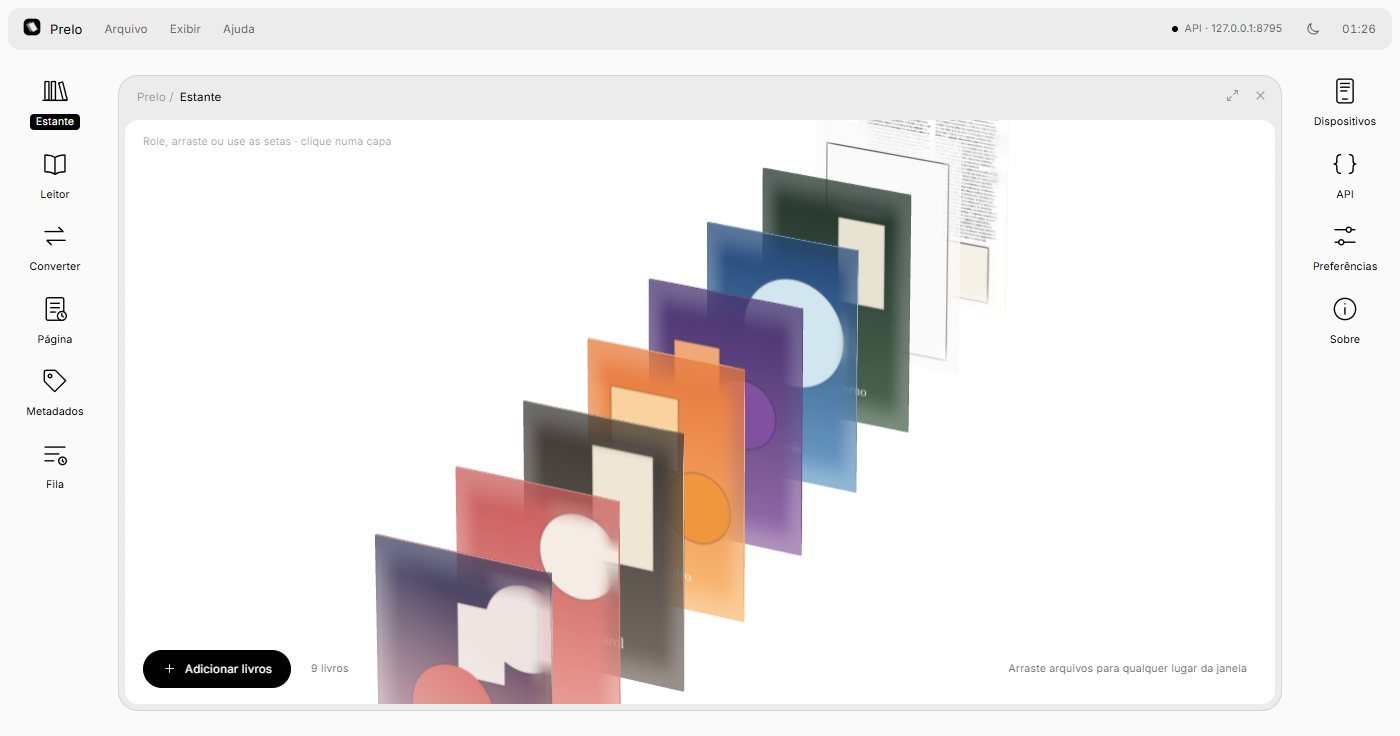 Prelo Arquivo Exibir Ajuda API · 127.0.0.1:8795 01:26
Estante
Leitor
Converter
Página
Metadados
Fila
Prelo / Estante
Role, arraste ou use as setas · clique numa capa
Adicionar livros 9 livros
Arraste arquivos para qualquer lugar da janela
Dispositivos
API
Preferências
Sobre